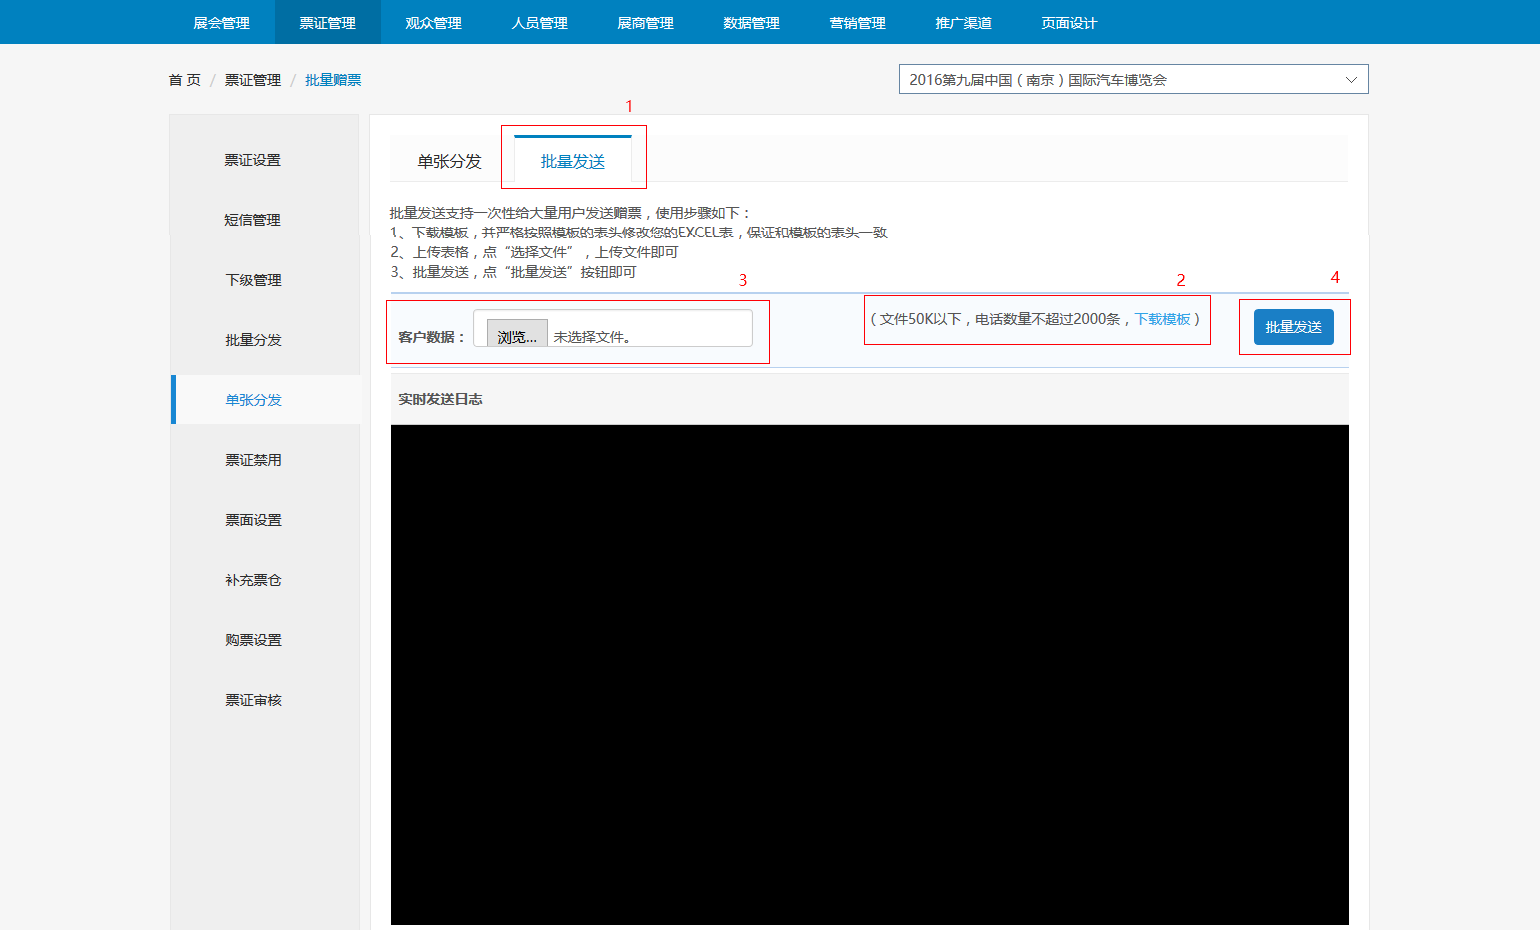 展会管理 票证管理 观众管理 人员管理 展商管理 数据管理 营销管理 推广渠道 页面设计
首 页 / 票证管理 / 批量赠票
2016第九届中国（南京）国际汽车博览会
票证设置
短信管理
下级管理
批量分发
单张分发
票证禁用
票面设置
补充票仓
购票设置
票证审核
1
单张分发 批量发送
批量发送支持一次性给大量用户发送赠票，使用步骤如下：
1、下载模板，并严格按照模板的表头修改您的EXCEL表，保证和模板的表头一致
2、上传表格，点“选择文件”，上传文件即可
3、批量发送，点“批量发送”按钮即可
3 2 4
客户数据： 浏览... 未选择文件。 （文件50K以下，电话数量不超过2000条，下载模板） 批量发送
实时发送日志